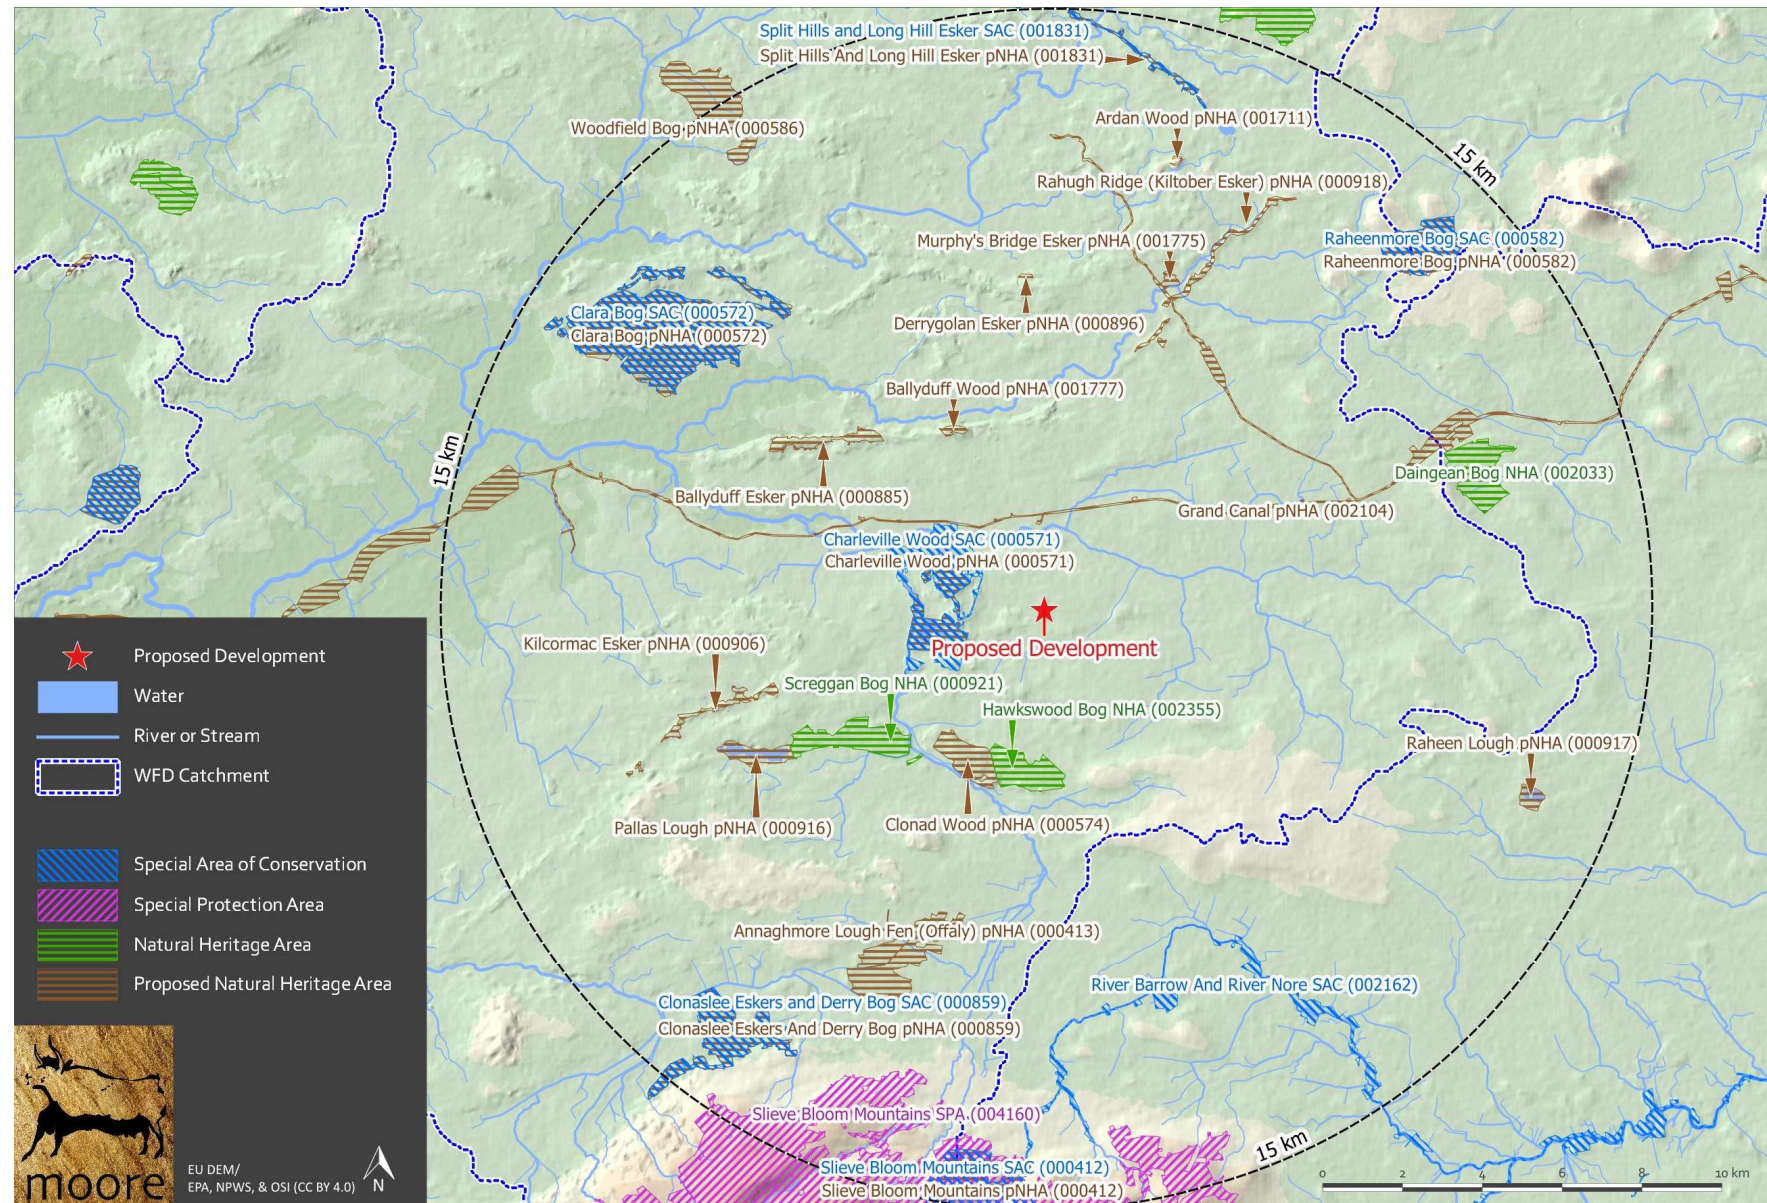 Split Hills and Long Hill Esker SAC (001831)
Split Hills And Long Hill Esker pNHA (001831)
Woodfield Bog pNHA (000586)
Ardan Wood pNHA (001711)
15 km
Rahugh Ridge (Kiltober Esker) pNHA (000918)
Murphy's Bridge Esker pNHA (001775)
Raheenmore Bog SAC (000582)
Raheenmore Bog pNHA (000582)
Clara Bog SAC (000572)
Clara Bog pNHA (000572)
Derrygolan Esker pNHA (000896)
Ballyduff Wood pNHA (001777)
15 km
Daingean Bog NHA (002033)
Ballyduff Esker pNHA (000885)
Grand Canal pNHA (002104)
Charleville Wood SAC (000571)
Charleville Wood pNHA (000571)
Kilcormac Esker pNHA (000906)
Proposed Development
Screggan Bog NHA (000921)
Hawkswood Bog NHA (002355)
Raheen Lough pNHA (000917)
Pallas Lough pNHA (000916)
Clonad Wood pNHA (000574)
Annaghmore Lough Fen (Offaly) pNHA (000413)
River Barrow And River Nore SAC (002162)
Clonaslee Eskers and Derry Bog SAC (000859)
Clonaslee Eskers And Derry Bog pNHA (000859)
Slieve Bloom Mountains SPA (004160)
15 km
Slieve Bloom Mountains SAC (000412)
Slieve Bloom Mountains pNHA (000412)
0 2 4 6 8 10 km
Proposed Development
Water
River or Stream
WFD Catchment
Special Area of Conservation
Special Protection Area
Natural Heritage Area
Proposed Natural Heritage Area
moore
EU DEM/
EPA, NPWS, & OSI (CC BY 4.0)
N